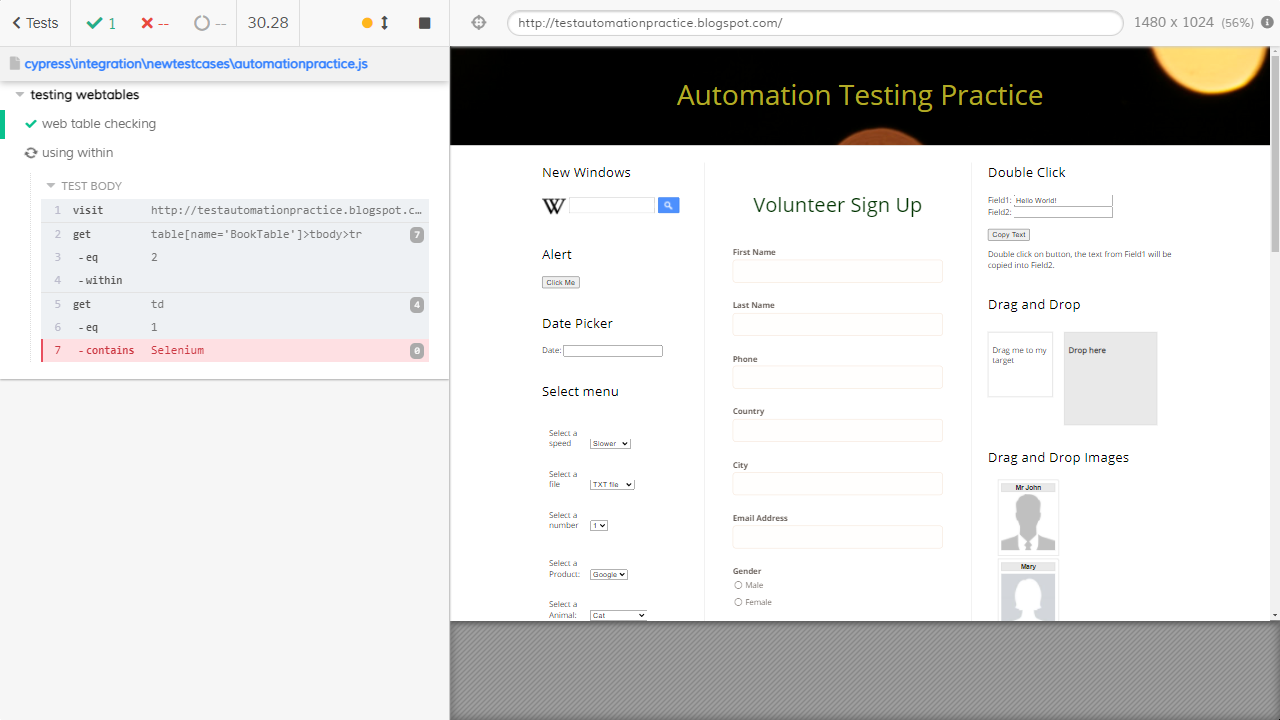 Tests
1
--
--
30.28
http://testautomationpractice.blogspot.com/
1480 x 1024 (56%)
cypress\integration\newtestcases\automationpractice.js
testing webtables
web table checking
using within
TEST BODY
1 visit http://testautomationpractice.blogspot.c…
2 get table[name='BookTable']>tbody>tr 7
3 -eq 2
4 -within
5 get td 4
6 -eq 1
7 -contains Selenium 0
Automation Testing Practice
New Windows
W
Alert
Click Me
Date Picker
Date:
Select menu
Select a
speed
Slower
Select a
file
TXT file
Select a
number
1
Select a
Product:
Google
Select a
Animal:
Cat
Volunteer Sign Up
First Name
Last Name
Phone
Country
City
Email Address
Gender
Male
Female
Double Click
Field1: Hello World!
Field2:
Copy Text
Double click on button, the text from Field1 will be
copied into Field2.
Drag and Drop
Drag me to my
target
Drop here
Drag and Drop Images
Mr John
Mary